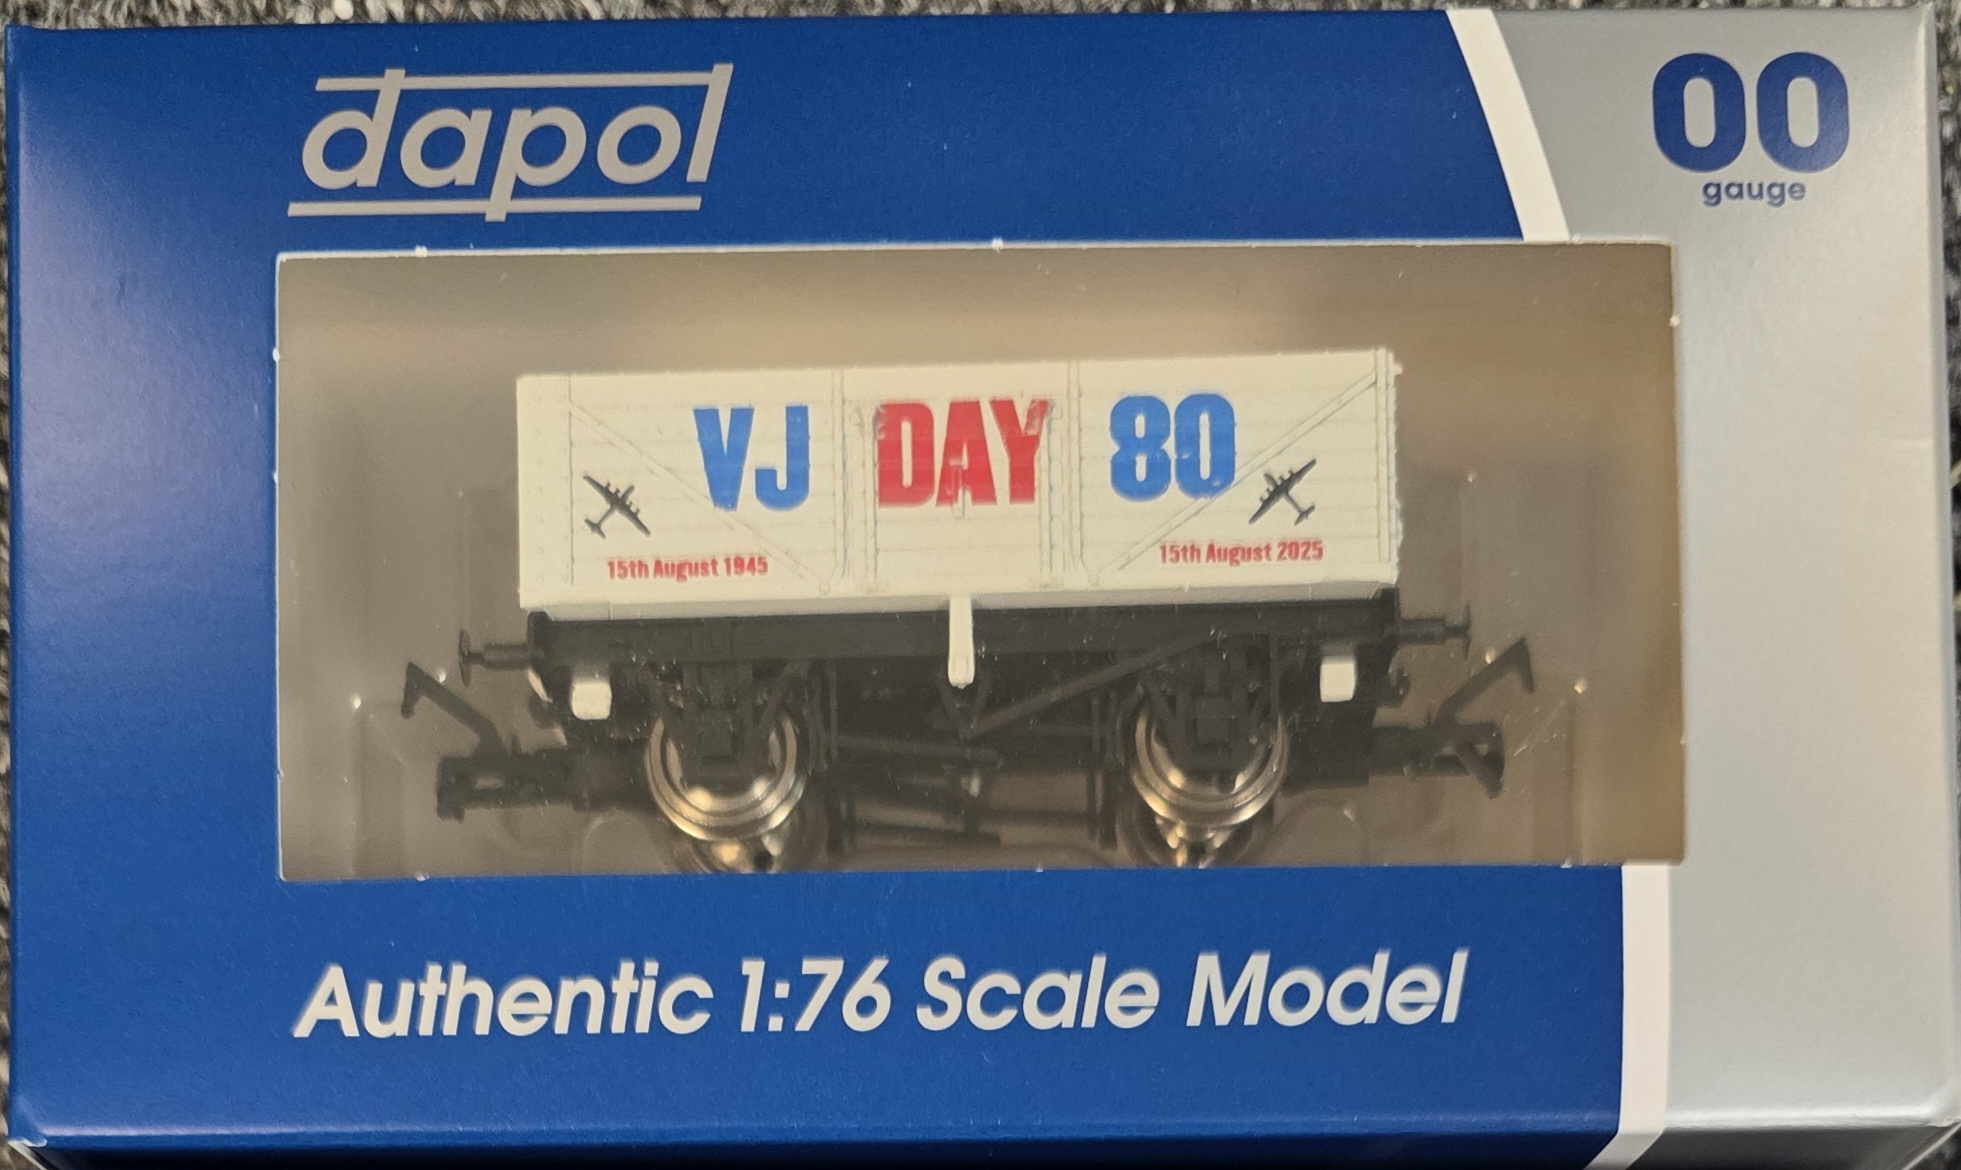 dapol
00
gauge
VJ DAY 80
15th August 1945
15th August 2025
Authentic 1:76 Scale Model